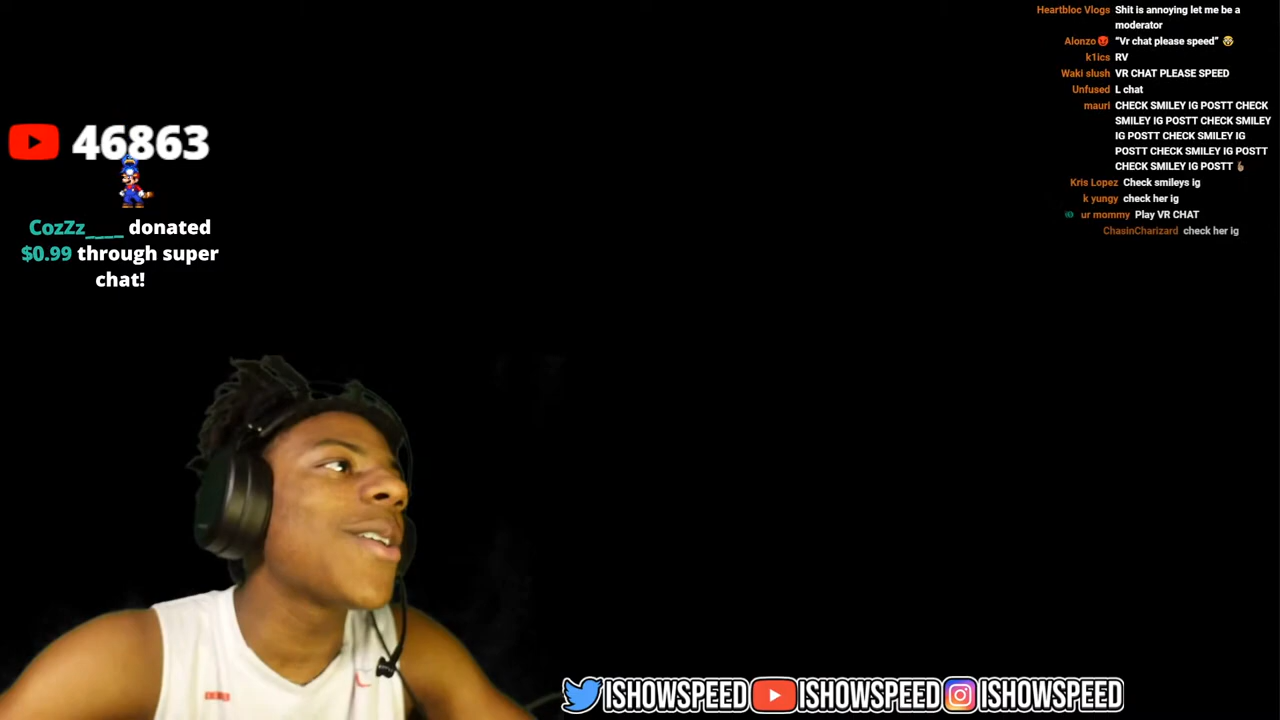 46863
CozZz____ donated
$0.99 through super
chat!
Heartbloc Vlogs Shit is annoying let me be a
moderator
Alonzo👹 “Vr chat please speed” 🤯
k1ics RV
Waki slush VR CHAT PLEASE SPEED
Unfused L chat
mauri CHECK SMILEY IG POSTT CHECK
SMILEY IG POSTT CHECK SMILEY
IG POSTT CHECK SMILEY IG
POSTT CHECK SMILEY IG POSTT
CHECK SMILEY IG POSTT
Kris Lopez Check smileys ig
k yungy check her ig
ur mommy Play VR CHAT
ChasinCharizard check her ig
ISHOWSPEED ISHOWSPEED ISHOWSPEED